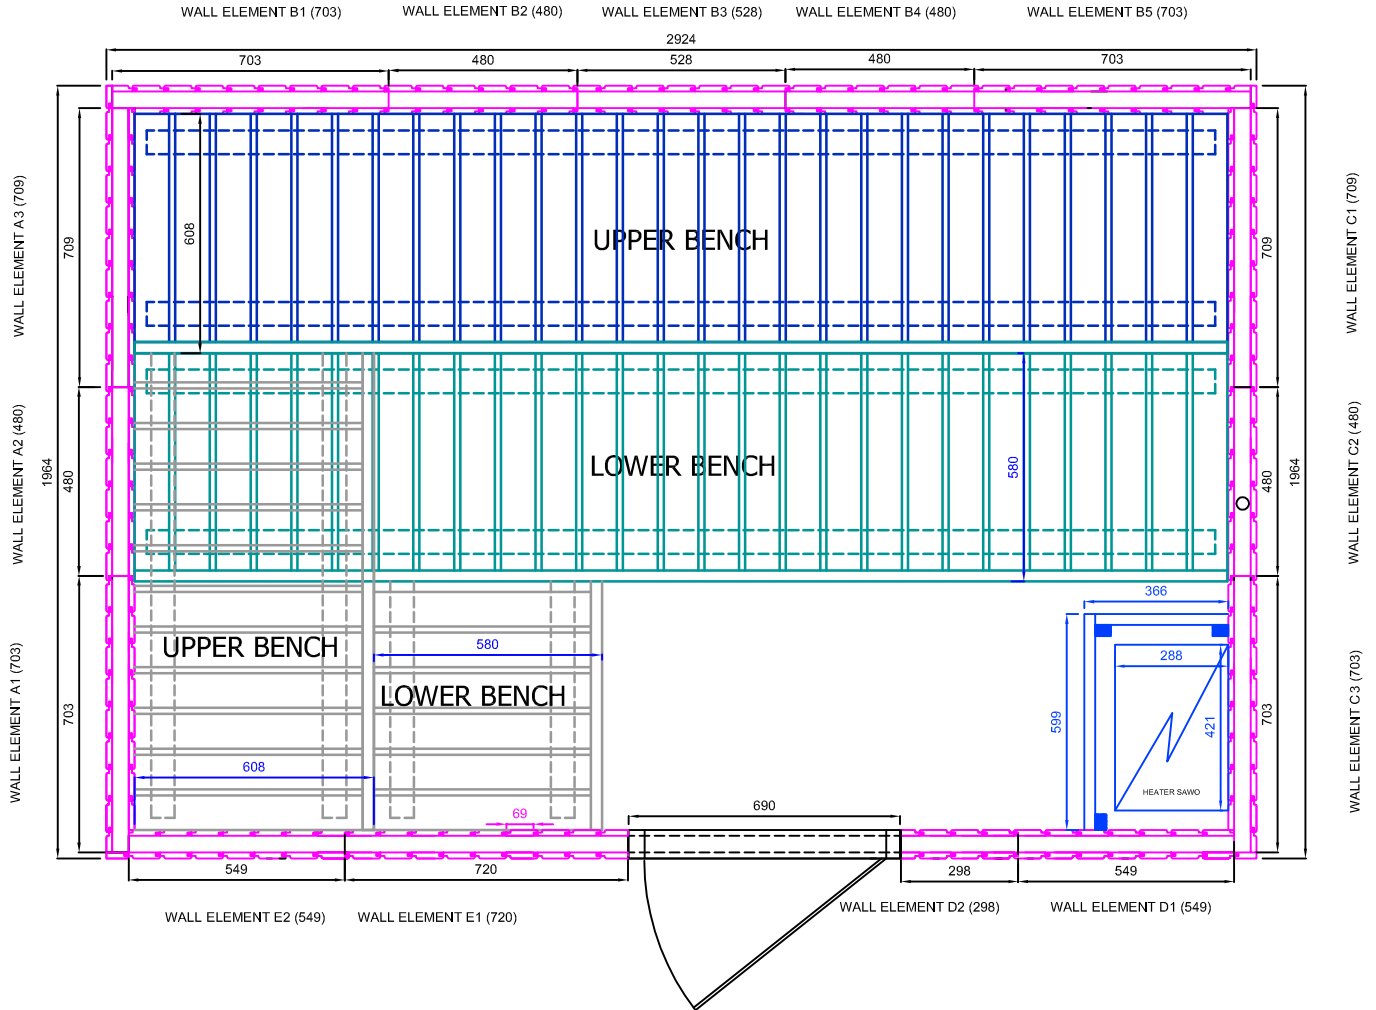 WALL ELEMENT B1 (703)
WALL ELEMENT B2 (480)
WALL ELEMENT B3 (528)
WALL ELEMENT B4 (480)
WALL ELEMENT B5 (703)
2924
703
480
528
480
703
WALL ELEMENT A3 (709)
709
608
UPPER BENCH
709
WALL ELEMENT C1 (709)
WALL ELEMENT A2 (480)
1964
480
LOWER BENCH
580
480
1964
WALL ELEMENT C2 (480)
366
UPPER BENCH
580
288
LOWER BENCH
WALL ELEMENT A1 (703)
703
599
421
703
WALL ELEMENT C3 (703)
608
HEATER SAWO
69
690
549
720
298
549
WALL ELEMENT E2 (549)
WALL ELEMENT E1 (720)
WALL ELEMENT D2 (298)
WALL ELEMENT D1 (549)